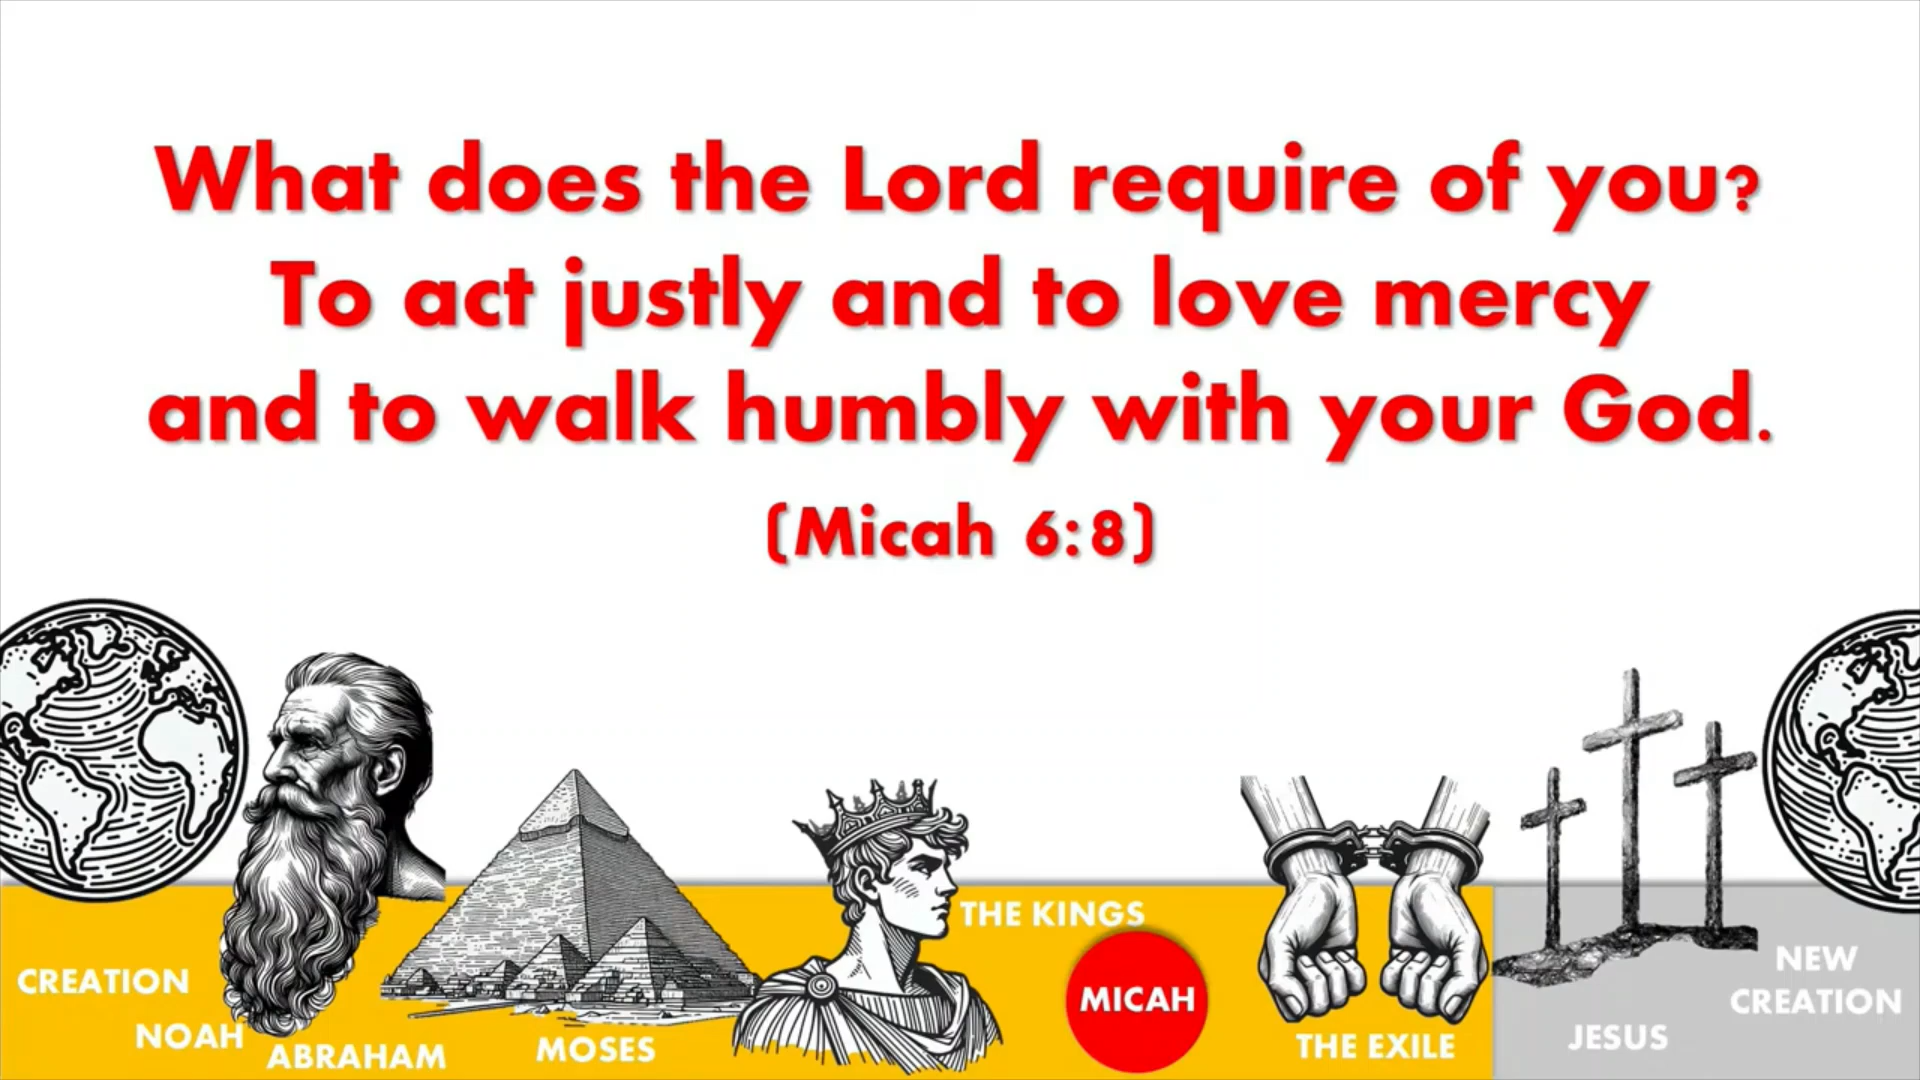 What does the Lord require of you?
To act justly and to love mercy
and to walk humbly with your God.
(Micah 6:8)
CREATION
NOAH
ABRAHAM
MOSES
THE KINGS
MICAH
THE EXILE
JESUS
NEW
CREATION